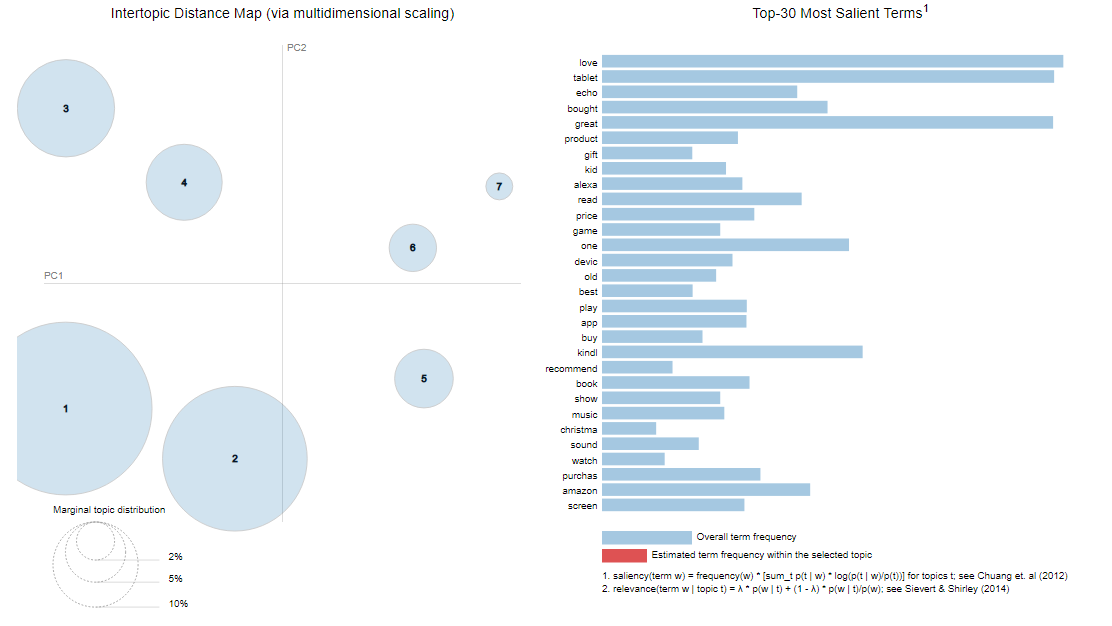 Intertopic Distance Map (via multidimensional scaling)
PC2
PC1
3
4
7
6
1
2
5
Marginal topic distribution
2%
5%
10%
Top-30 Most Salient Terms1
love
tablet
echo
bought
great
product
gift
kid
alexa
read
price
game
one
devic
old
best
play
app
buy
kindl
recommend
book
show
music
christma
sound
watch
purchas
amazon
screen
Overall term frequency
Estimated term frequency within the selected topic
1. saliency(term w) = frequency(w) * [sum_t p(t | w) * log(p(t | w)/p(t))] for topics t; see Chuang et. al (2012)
2. relevance(term w | topic t) = λ * p(w | t) + (1 - λ) * p(w | t)/p(w); see Sievert & Shirley (2014)